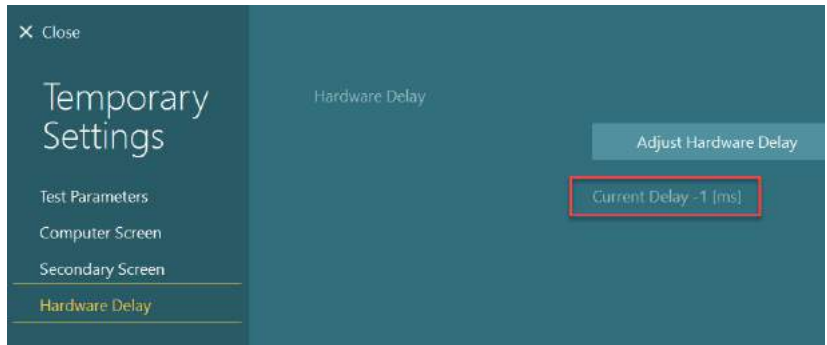 Close
Temporary
Settings
Test Parameters
Computer Screen
Secondary Screen
Hardware Delay
Hardware Delay
Adjust Hardware Delay
Current Delay -1 [ms]